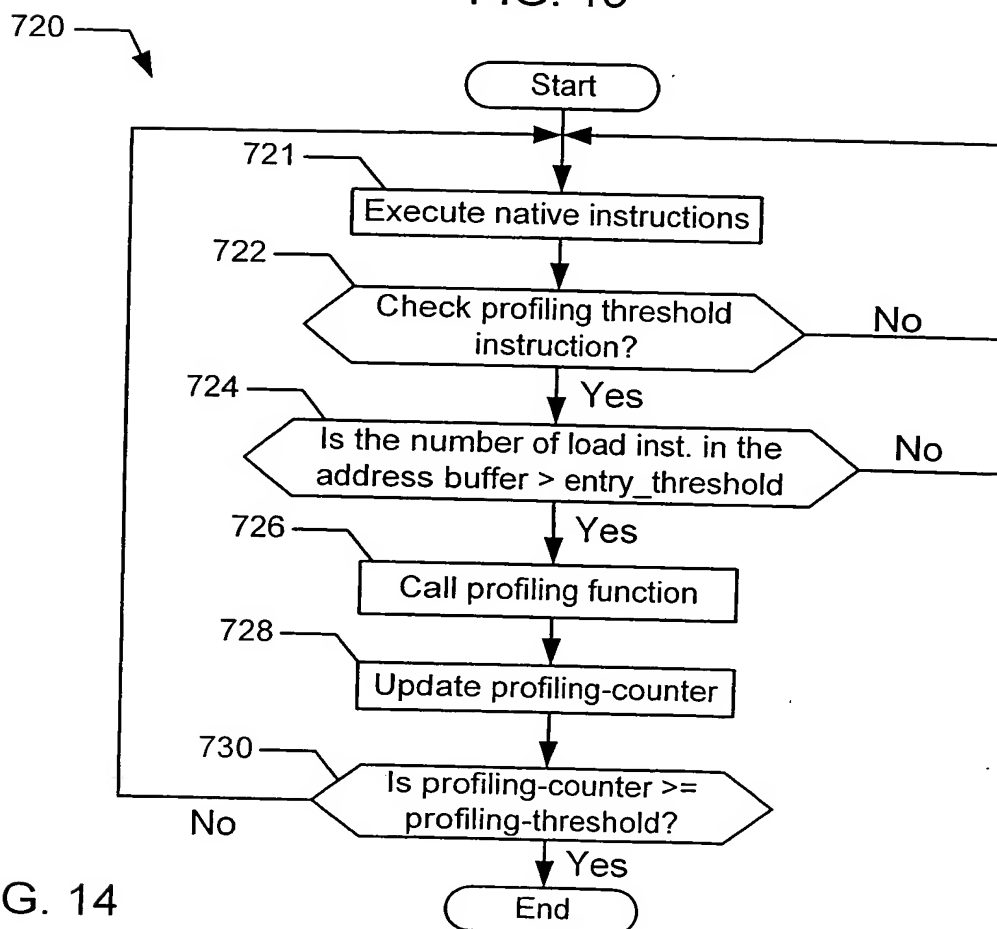 720
Start
721
Execute native instructions
722
Check profiling threshold
instruction?
No
Yes
724
Is the number of load inst. in the
address buffer > entry_threshold
No
Yes
726
Call profiling function
728
Update profiling-counter
730
Is profiling-counter >=
profiling-threshold?
No
Yes
G. 14
End